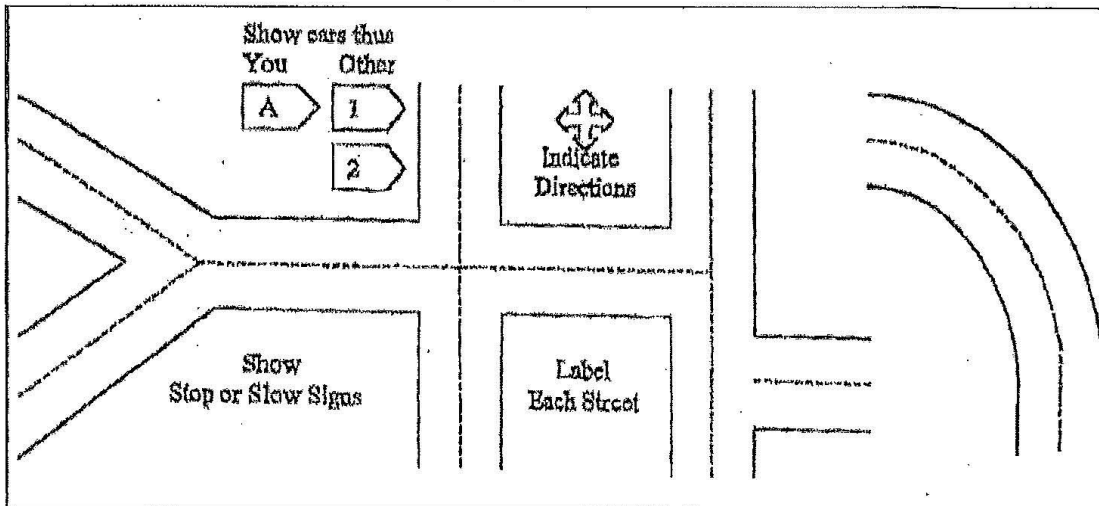 Show cars thus
You Other
A 1
2
Indicate
Directions
Show
Stop or Slow Signs
Label
Each Street